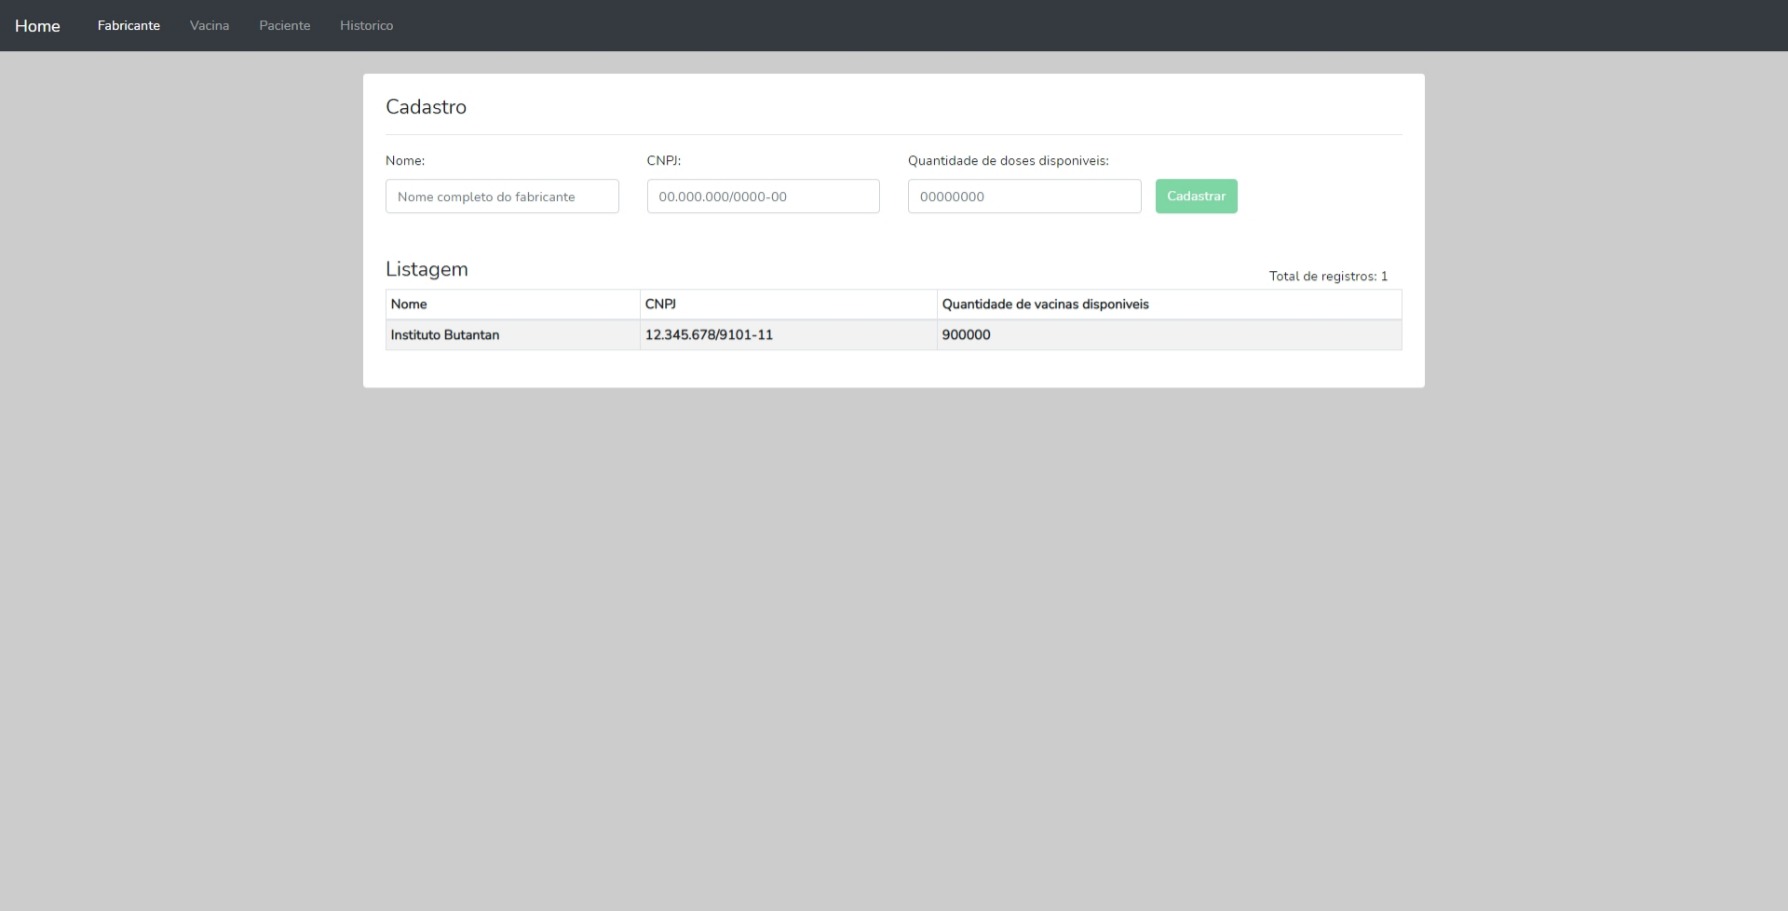 Home Fabricante Vacina Paciente Historico
Cadastro
Nome: CNPJ: Quantidade de doses disponiveis:
Nome completo do fabricante 00.000.000/0000-00 00000000 Cadastrar
Listagem
Total de registros: 1
Nome CNPJ Quantidade de vacinas disponiveis
Instituto Butantan 12.345.678/9101-11 900000